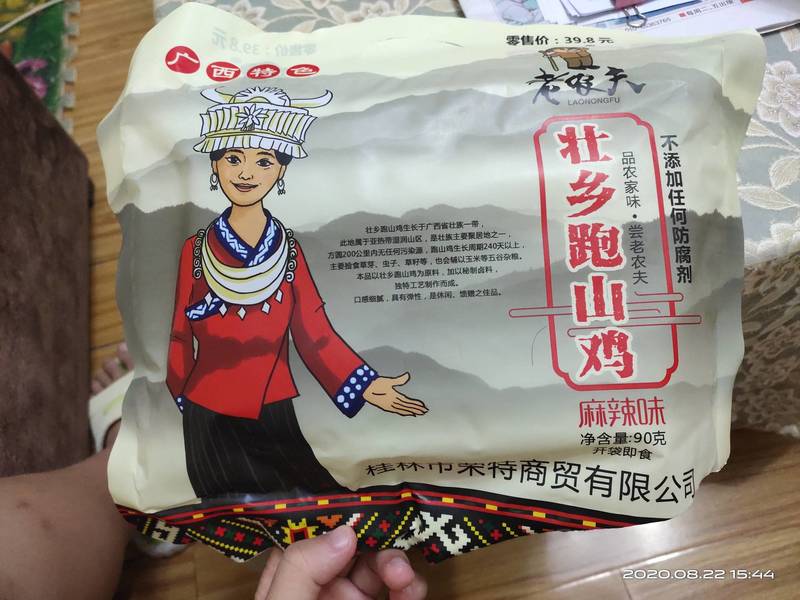 零售价：39.8元
广西特色
老农夫
LAONONGFU
壮乡跑山鸡
品农家味·尝老农夫
不添加任何防腐剂
壮乡跑山鸡生长于广西省壮族一带，
此地属于亚热带湿润山区，是壮族主要聚居地之一，
方圆200公里内无任何污染源，跑山鸡生长周期240天以上，
主要拾食草芽、虫子、草籽等，也会辅以玉米等五谷杂粮。
本品以壮乡跑山鸡为原料，加以秘制卤料，
独特工艺制作而成。
口感细腻，具有弹性，是休闲、馈赠之佳品。
麻辣味
净含量:90克
开袋即食
桂林市荣特商贸有限公司
2020.08.22 15:44